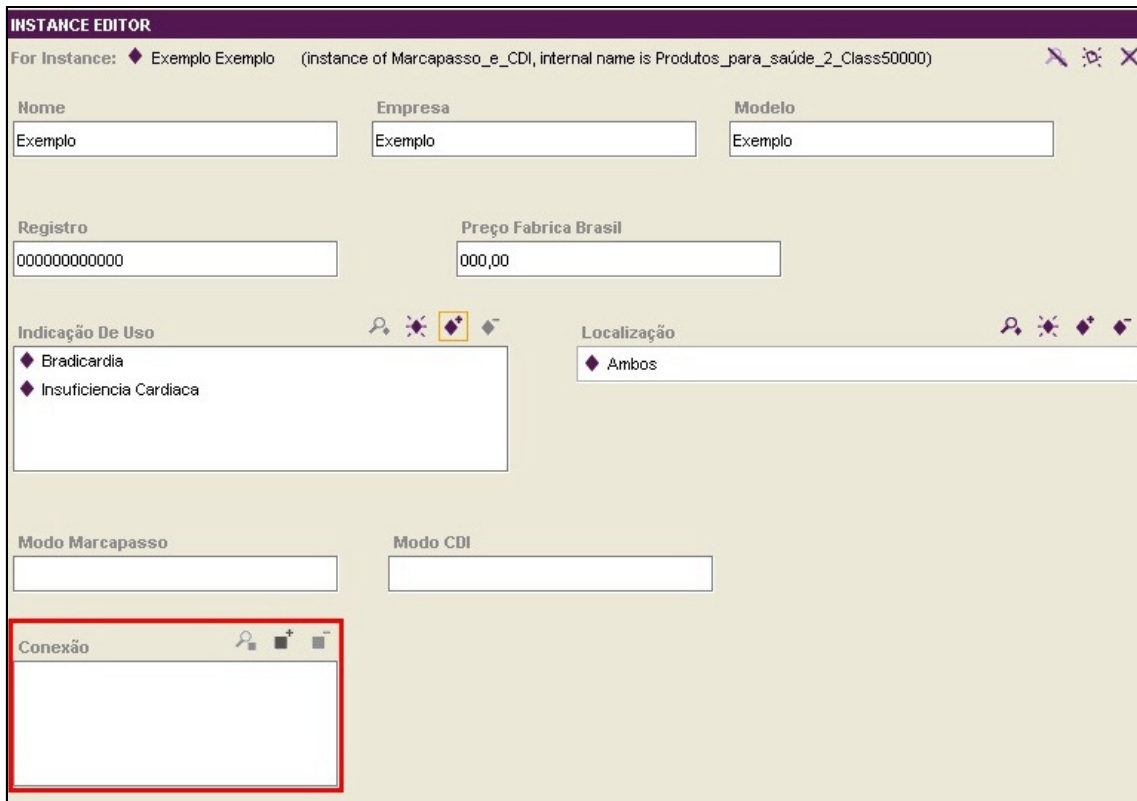 INSTANCE EDITOR
For Instance: Exemplo Exemplo (instance of Marcapasso_e_CDI, internal name is Produtos_para_saúde_2_Class50000)
Nome Empresa Modelo
Exemplo Exemplo Exemplo
Registro Preço Fabrica Brasil
000000000000 000,00
Indicação De Uso Localização
Bradicardia Ambos
Insuficiencia Cardiaca
Modo Marcapasso Modo CDI
Conexão